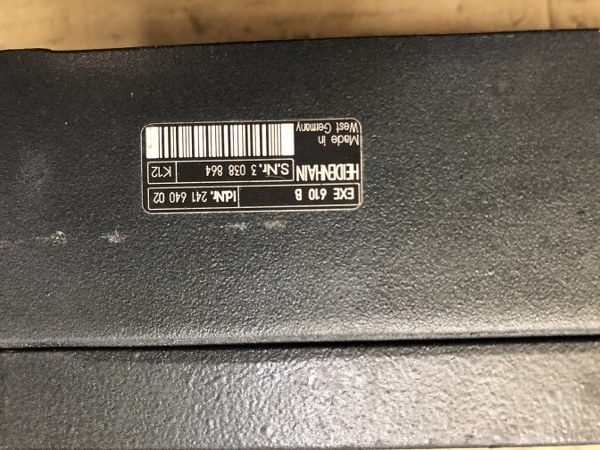 EXE 610 B Id.Nr. 241 640 02
HEIDENHAIN S.Nr. 3 038 864 K12
Made in
West Germany